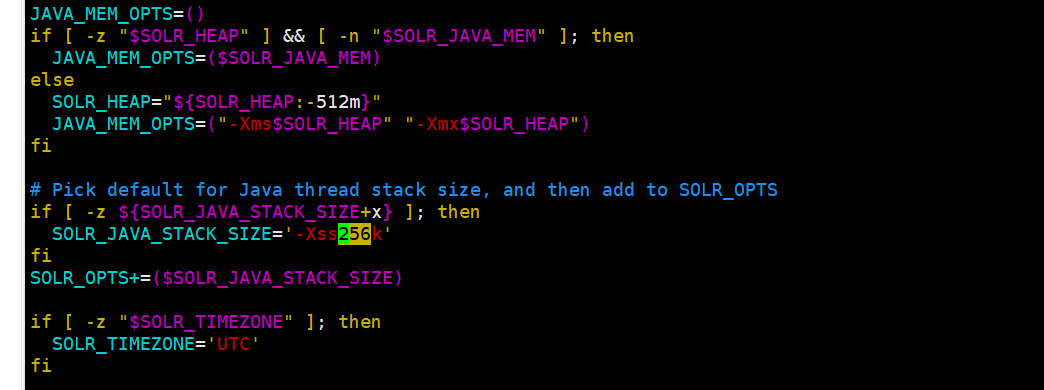 JAVA_MEM_OPTS=()
if [ -z "$SOLR_HEAP" ] && [ -n "$SOLR_JAVA_MEM" ]; then
  JAVA_MEM_OPTS=($SOLR_JAVA_MEM)
else
  SOLR_HEAP="${SOLR_HEAP:-512m}"
  JAVA_MEM_OPTS=("-Xms$SOLR_HEAP" "-Xmx$SOLR_HEAP")
fi

# Pick default for Java thread stack size, and then add to SOLR_OPTS
if [ -z ${SOLR_JAVA_STACK_SIZE+x} ]; then
  SOLR_JAVA_STACK_SIZE='-Xss256k'
fi
SOLR_OPTS+=($SOLR_JAVA_STACK_SIZE)

if [ -z "$SOLR_TIMEZONE" ]; then
  SOLR_TIMEZONE='UTC'
fi